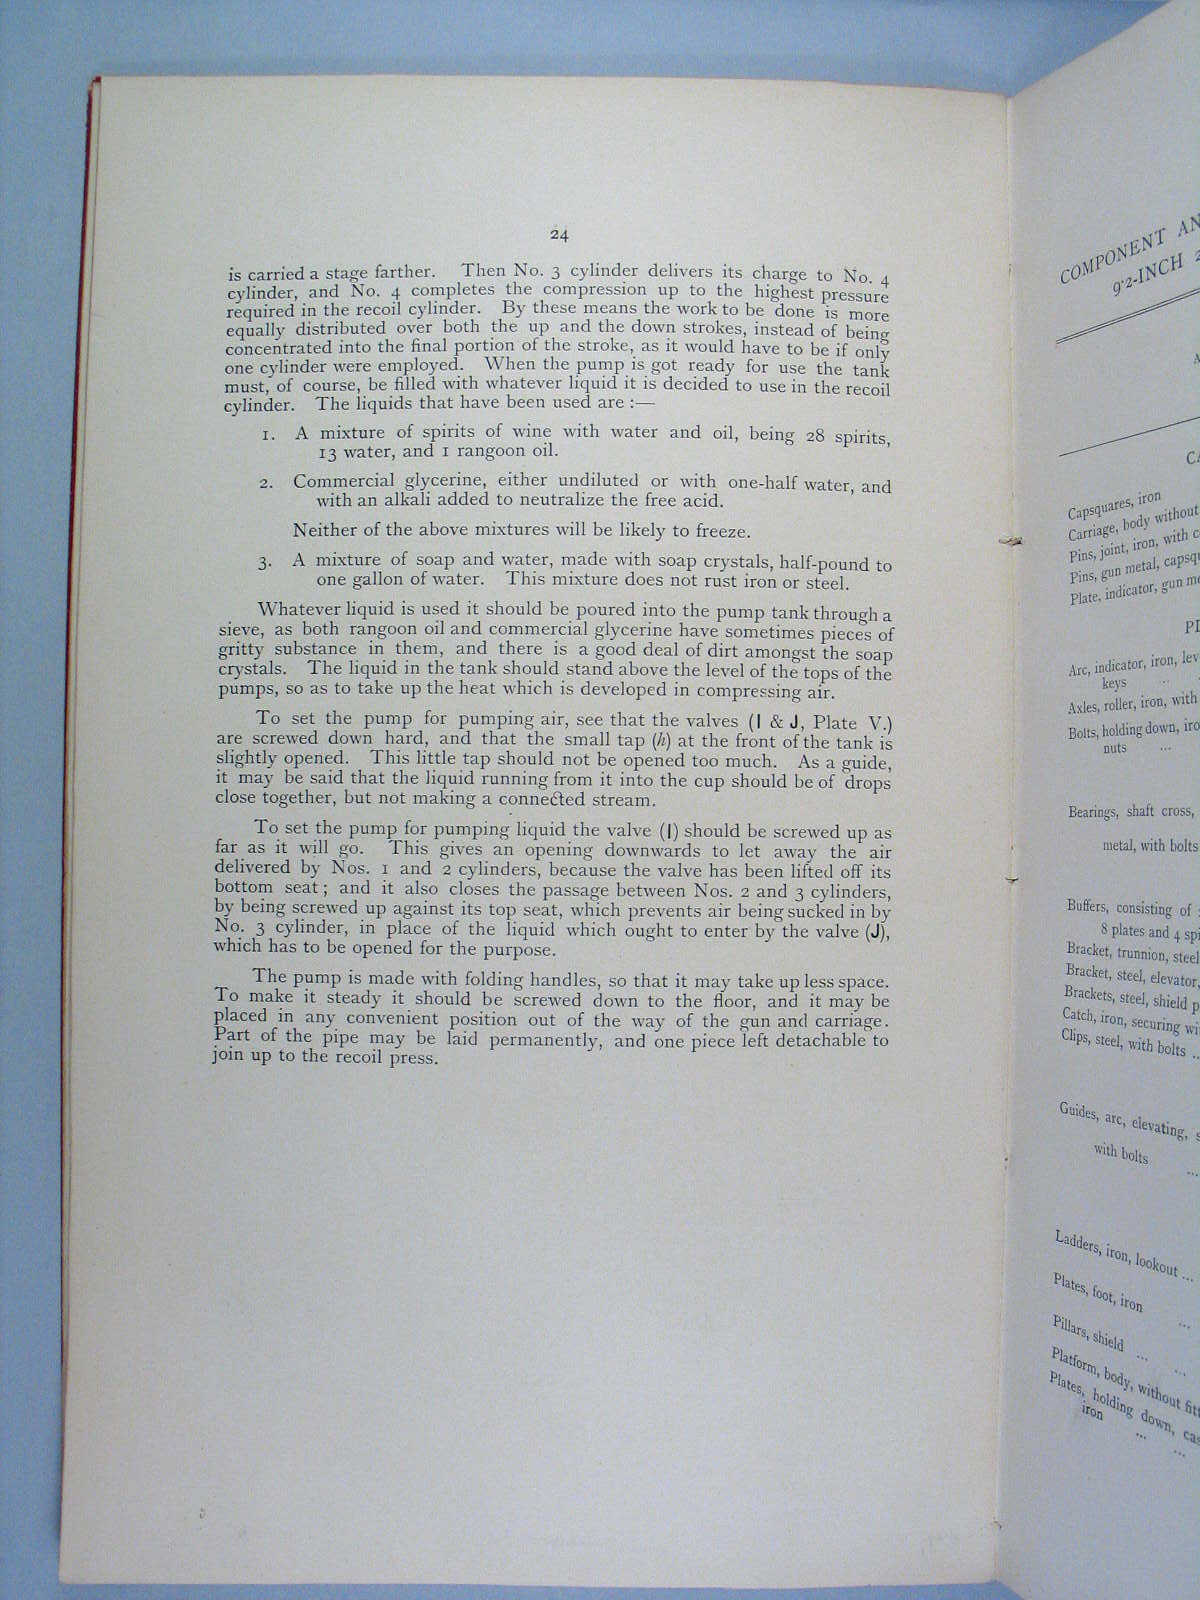 24
is carried a stage farther. Then No. 3 cylinder delivers its charge to No. 4
cylinder, and No. 4 completes the compression up to the highest pressure
required in the recoil cylinder. By these means the work to be done is more
equally distributed over both the up and the down strokes, instead of being
concentrated into the final portion of the stroke, as it would have to be if only
one cylinder were employed. When the pump is got ready for use the tank
must, of course, be filled with whatever liquid it is decided to use in the recoil
cylinder. The liquids that have been used are :—
1. A mixture of spirits of wine with water and oil, being 28 spirits,
13 water, and 1 rangoon oil.
2. Commercial glycerine, either undiluted or with one-half water, and
with an alkali added to neutralize the free acid.
Neither of the above mixtures will be likely to freeze.
3. A mixture of soap and water, made with soap crystals, half-pound to
one gallon of water. This mixture does not rust iron or steel.
Whatever liquid is used it should be poured into the pump tank through a
sieve, as both rangoon oil and commercial glycerine have sometimes pieces of
gritty substance in them, and there is a good deal of dirt amongst the soap
crystals. The liquid in the tank should stand above the level of the tops of the
pumps, so as to take up the heat which is developed in compressing air.
To set the pump for pumping air, see that the valves (I & J, Plate V.)
are screwed down hard, and that the small tap (h) at the front of the tank is
slightly opened. This little tap should not be opened too much. As a guide,
it may be said that the liquid running from it into the cup should be of drops
close together, but not making a connected stream.
To set the pump for pumping liquid the valve (I) should be screwed up as
far as it will go. This gives an opening downwards to let away the air
delivered by Nos. 1 and 2 cylinders, because the valve has been lifted off its
bottom seat; and it also closes the passage between Nos. 2 and 3 cylinders,
by being screwed up against its top seat, which prevents air being sucked in by
No. 3 cylinder, in place of the liquid which ought to enter by the valve (J),
which has to be opened for the purpose.
The pump is made with folding handles, so that it may take up less space.
To make it steady it should be screwed down to the floor, and it may be
placed in any convenient position out of the way of the gun and carriage.
Part of the pipe may be laid permanently, and one piece left detachable to
join up to the recoil press.
COMPONENT AN
9·2-INCH
Capsquares, iron
Carriage, body without
Pins, joint, iron, with
Pins, gun metal,
Plate, indicator, gun
Arc, indicator, iron,
keys ..
Axles, roller, iron, with
Bolts, holding down,
nuts ...
Bearings, shaft cross,
metal, with bolts
Buffers, consisting of
8 plates and 4
Bracket, trunnion, steel
Bracket, steel, elevator,
Brackets, steel, shield
Catch, iron, securing
Clips, steel, with bolts ..
Guides, arc, elevating,
with bolts ...
Ladders, iron, lookout ...
Plates, foot, iron ...
Pillars, shield ... ...
Platform, body, without
Plates, holding down,
iron ... ...